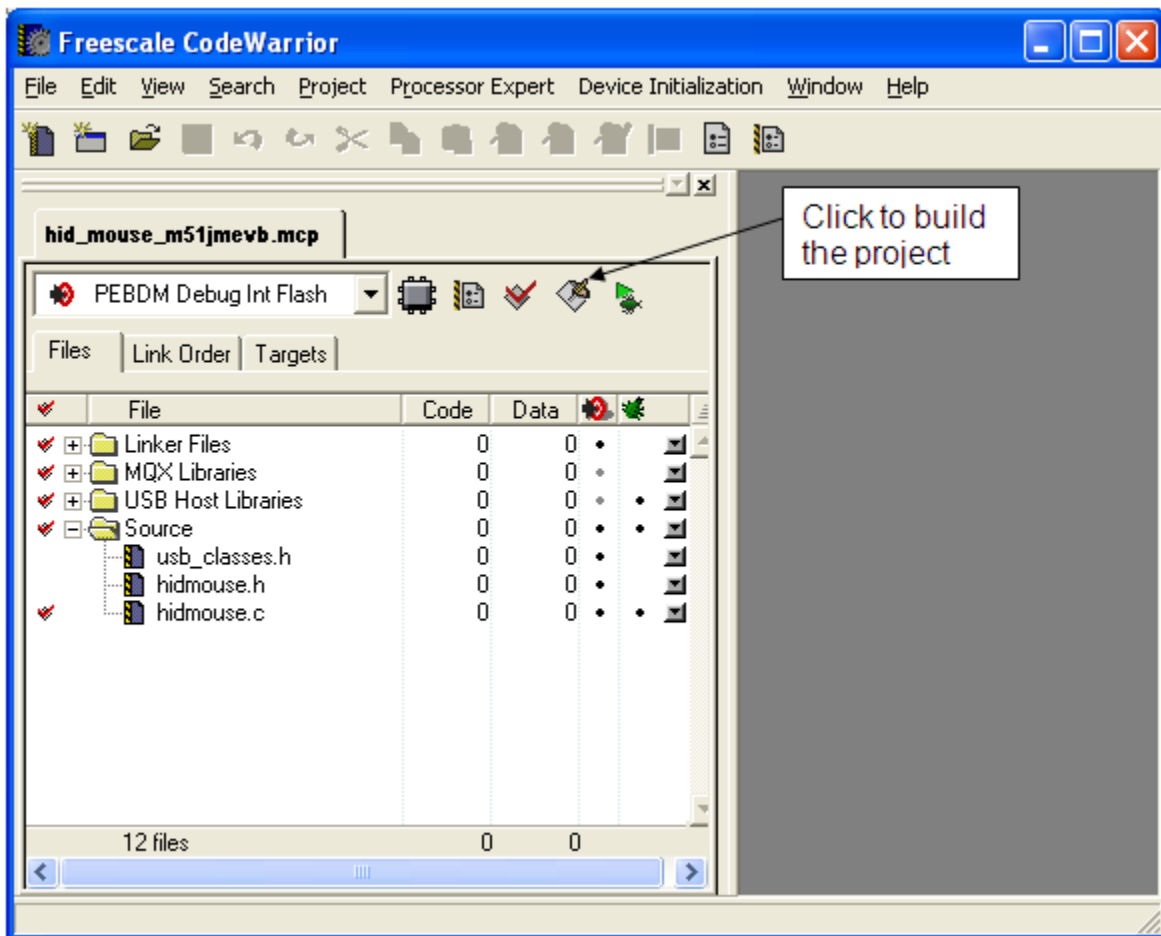 Freescale CodeWarrior
File Edit View Search Project Processor Expert Device Initialization Window Help
hid_mouse_m51jmevb.mcp
Click to build
the project
PEBDM Debug Int Flash
Files Link Order Targets
File Code Data
Linker Files 0 0
MQX Libraries 0 0
USB Host Libraries 0 0
Source 0 0
usb_classes.h 0 0
hidmouse.h 0 0
hidmouse.c 0 0
12 files 0 0